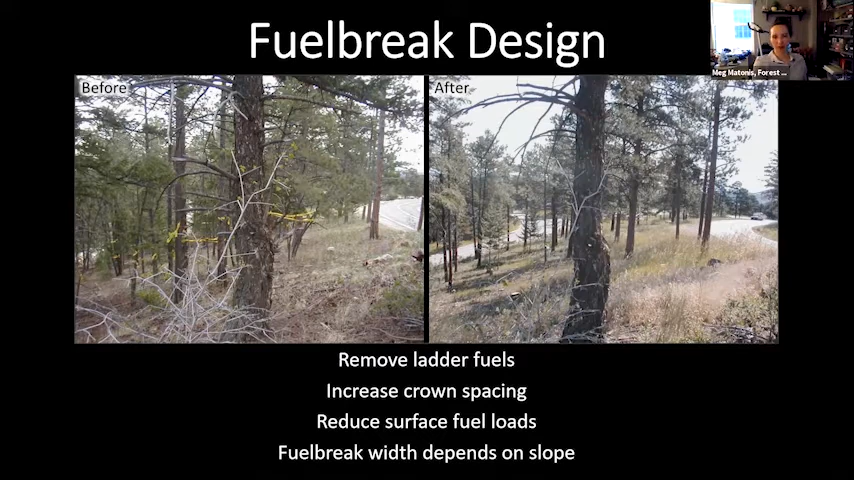 Fuelbreak Design
Before
After
Meg Matonis, Forest ...
Remove ladder fuels
Increase crown spacing
Reduce surface fuel loads
Fuelbreak width depends on slope